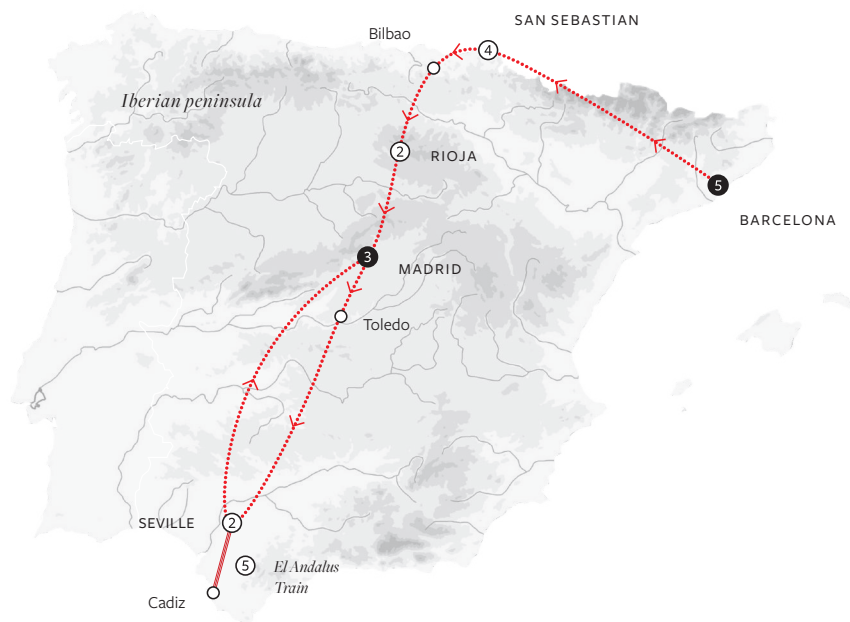 SAN SEBASTIAN
Bilbao
4
Iberian peninsula
2
RIOJA
5
BARCELONA
3
MADRID
Toledo
SEVILLE
2
5
El Andalus
Train
Cadiz